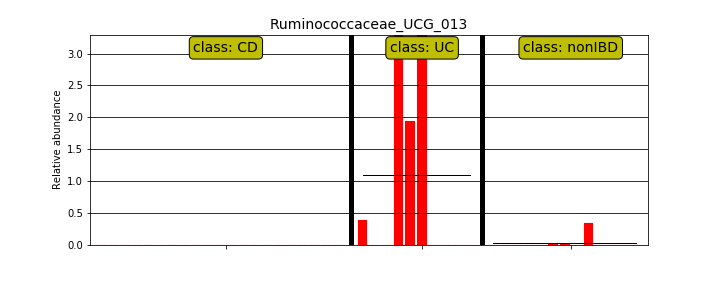 Ruminococcaceae_UCG_013
class: CD
class: UC
class: nonIBD
Relative abundance
3.0
2.5
2.0
1.5
1.0
0.5
0.0